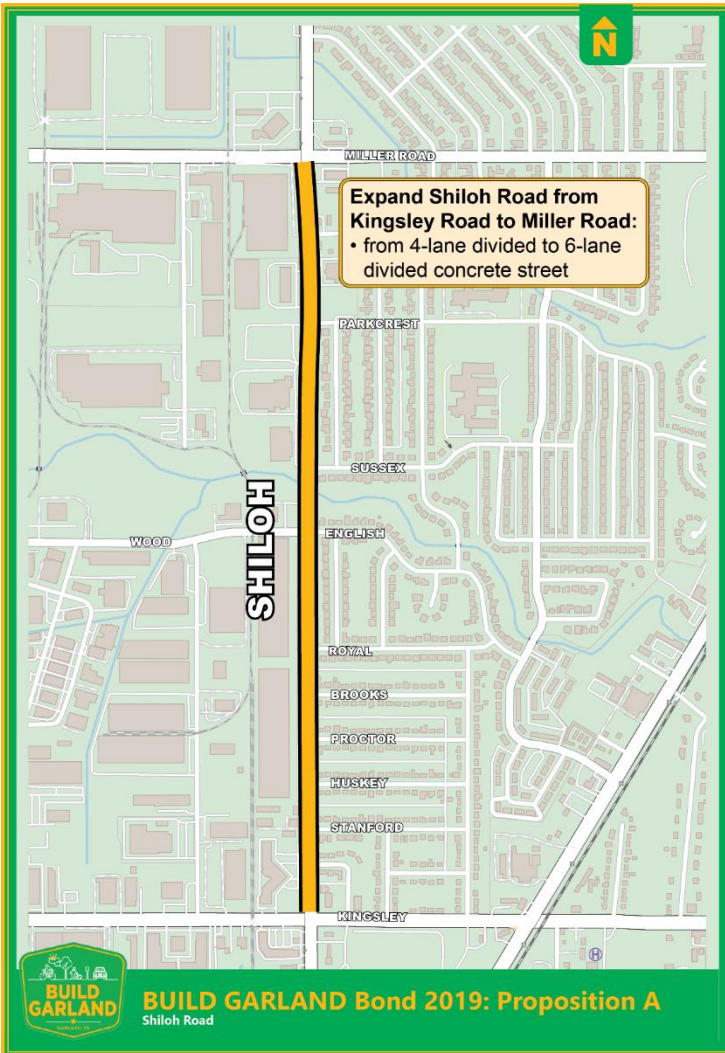 N
MILLER ROAD
Expand Shiloh Road from
Kingsley Road to Miller Road:
• from 4-lane divided to 6-lane
divided concrete street
PARKCREST
SUSSEX
SHILOH
ENGLISH
WOOD
ROYAL
BROOKS
PROCTOR
HUSKEY
STANFORD
KINGSLEY
H
BUILD
GARLAND
GARLAND, TX
BUILD GARLAND Bond 2019: Proposition A
Shiloh Road